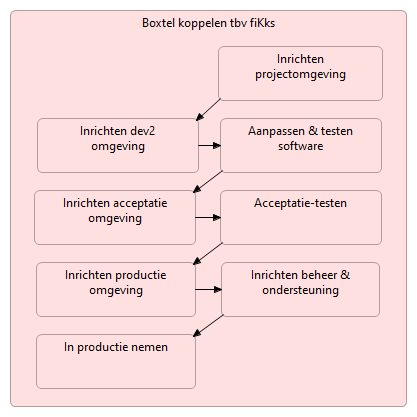 Boxtel koppelen tbv fiKks
Inrichten
projectomgeving
Inrichten dev2
omgeving
Aanpassen & testen
software
Inrichten acceptatie
omgeving
Acceptatie-testen
Inrichten productie
omgeving
Inrichten beheer &
ondersteuning
In productie nemen